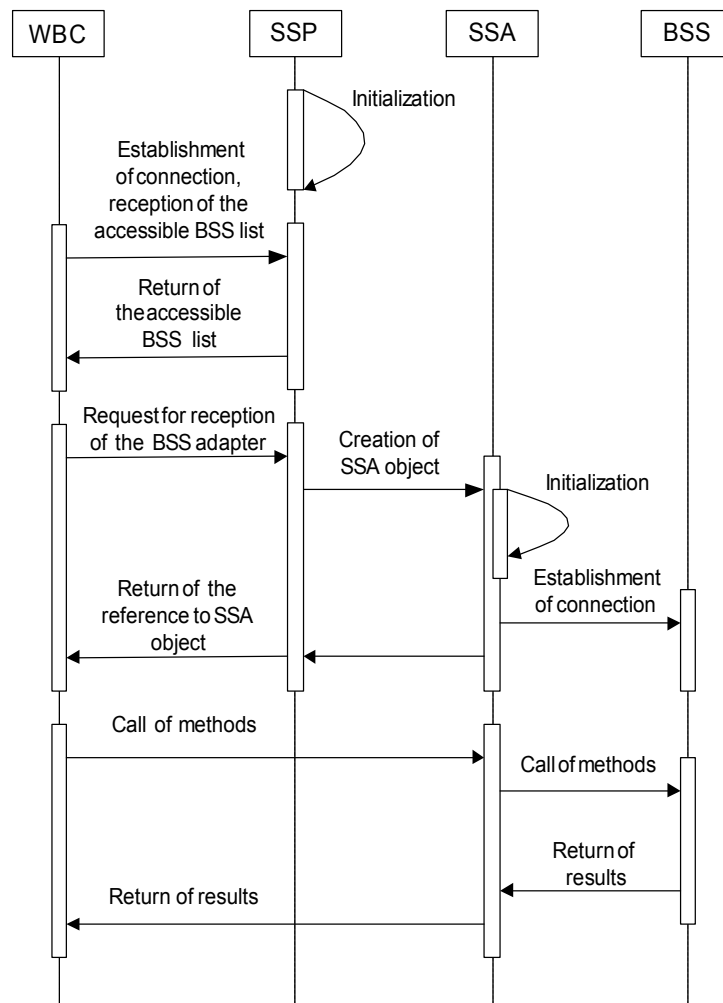 WBC
SSP
SSA
BSS
Initialization
Establishment
of connection,
reception of the
accessible BSS list
Return of
the accessible
BSS list
Request for reception
of the BSS adapter
Creation of
SSA object
Initialization
Return of the
reference to SSA
object
Establishment
of connection
Call of methods
Call of methods
Return of
results
Return of results